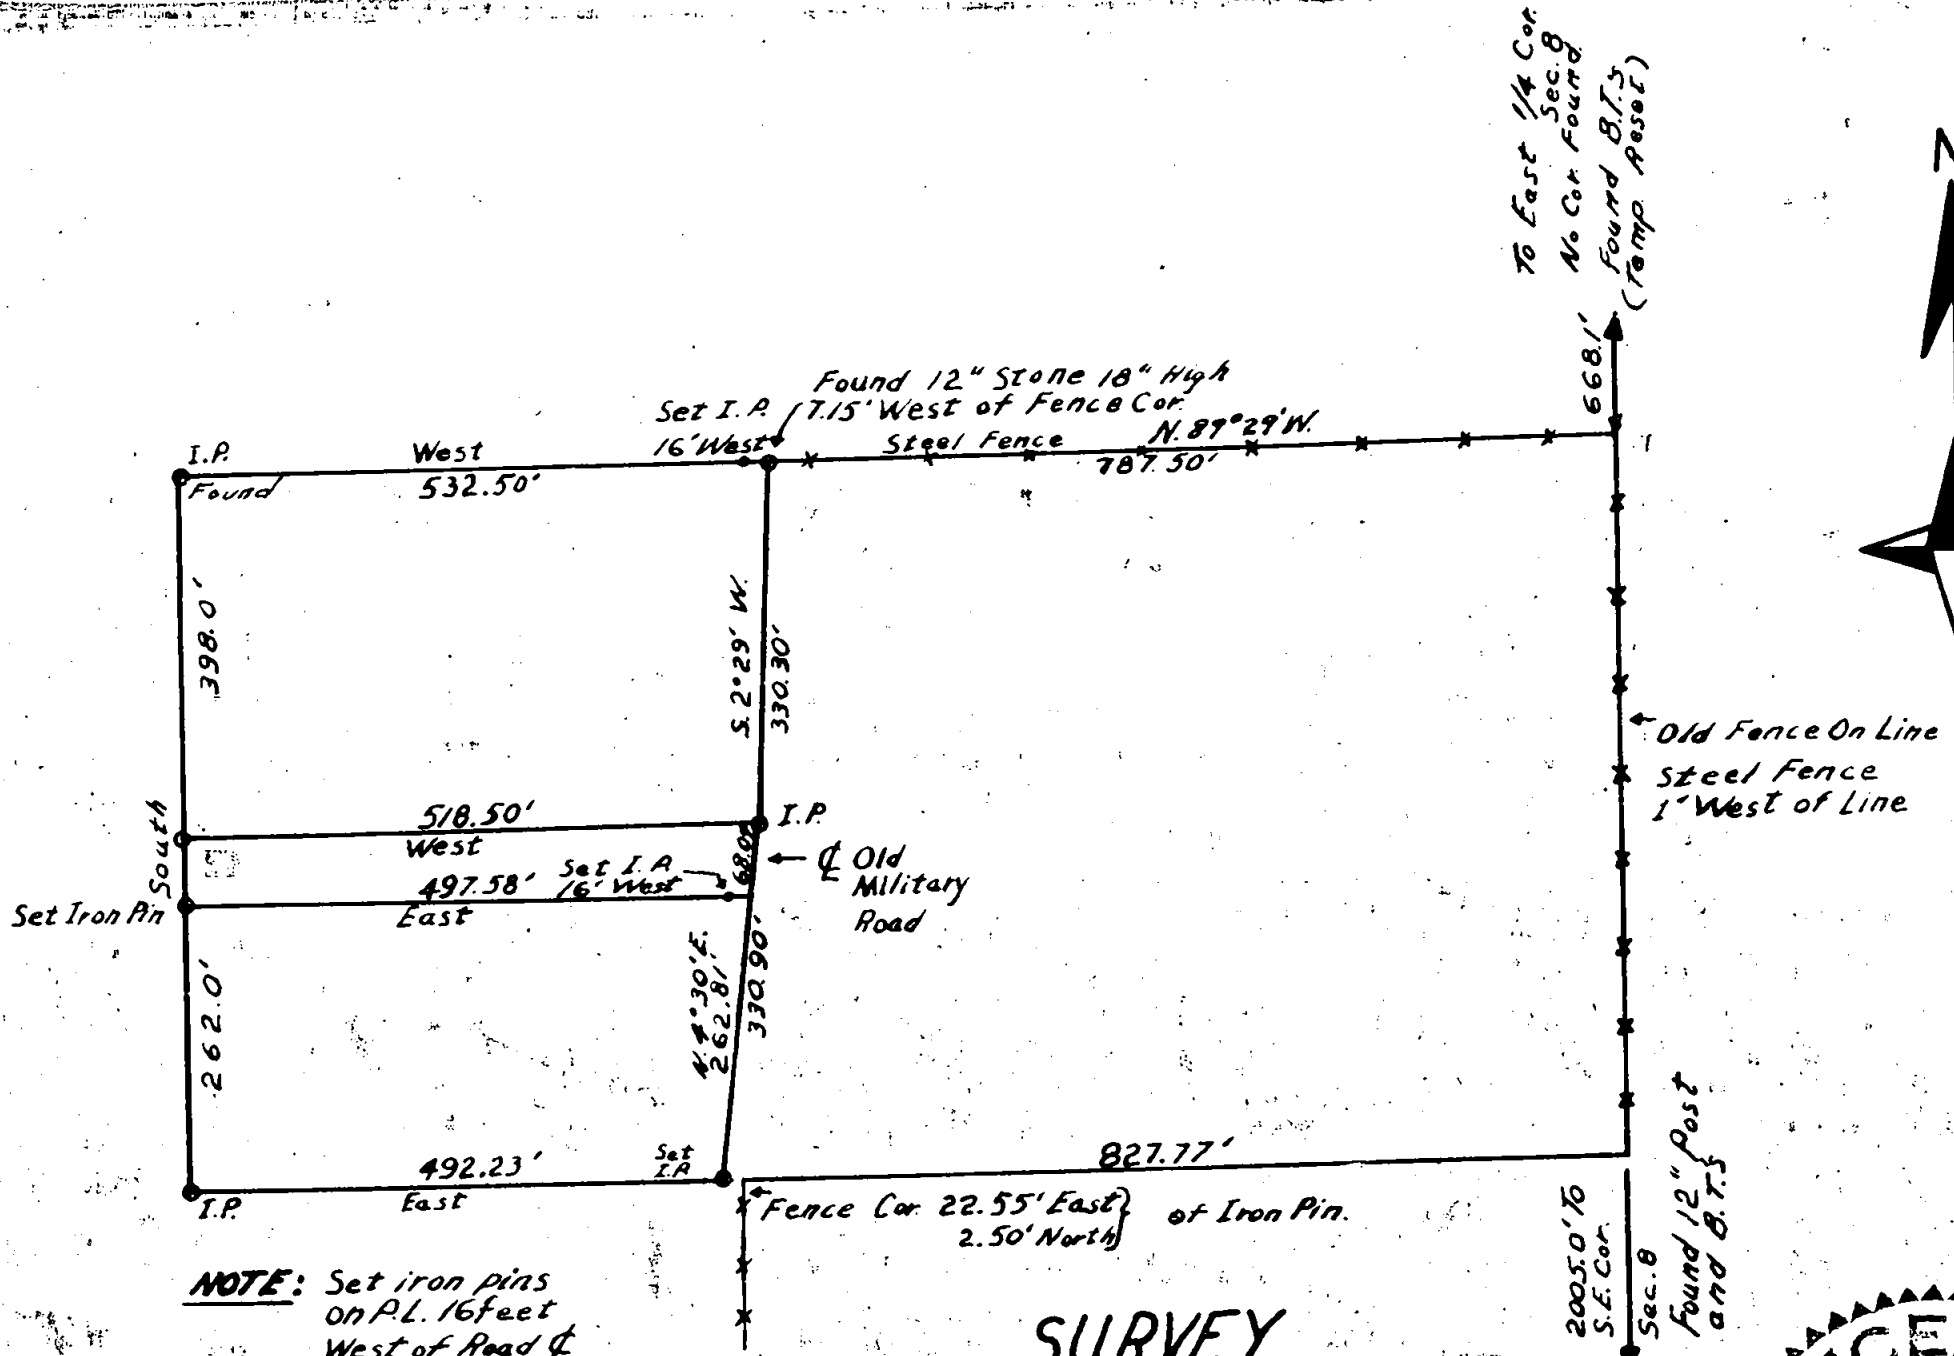 To East 1/4 Cor.
Sec. 8
No Cor. Found
Found B.T.S
(Temp. Reset)
668.1'
N
Found 12" Stone 18" High
Set I.P. 7.15' West of Fence Cor.
16' West
Steel Fence
N. 89°29' W.
787.50'
I.P.
Found
West
532.50'
398.0'
S. 2°29' W.
330.30'
Old Fence On Line
Steel Fence
1' West of Line
South
518.50'
West
I.P.
68.09
℄ Old
Military
Road
Set I.P.
16' West
497.58'
East
Set Iron Pin
262.0'
N. 4°30' E.
262.81'
330.90'
492.23'
East
Set
I.P.
I.P.
827.77'
Fence Cor. 22.55' East} of Iron Pin.
2.50' North}
2005.0' To
S.E. Cor.
Sec. 8
Found 12" Post
and B.T.S
NOTE: Set iron pins
on P.L. 16 feet
West of Road ℄
SURVEY